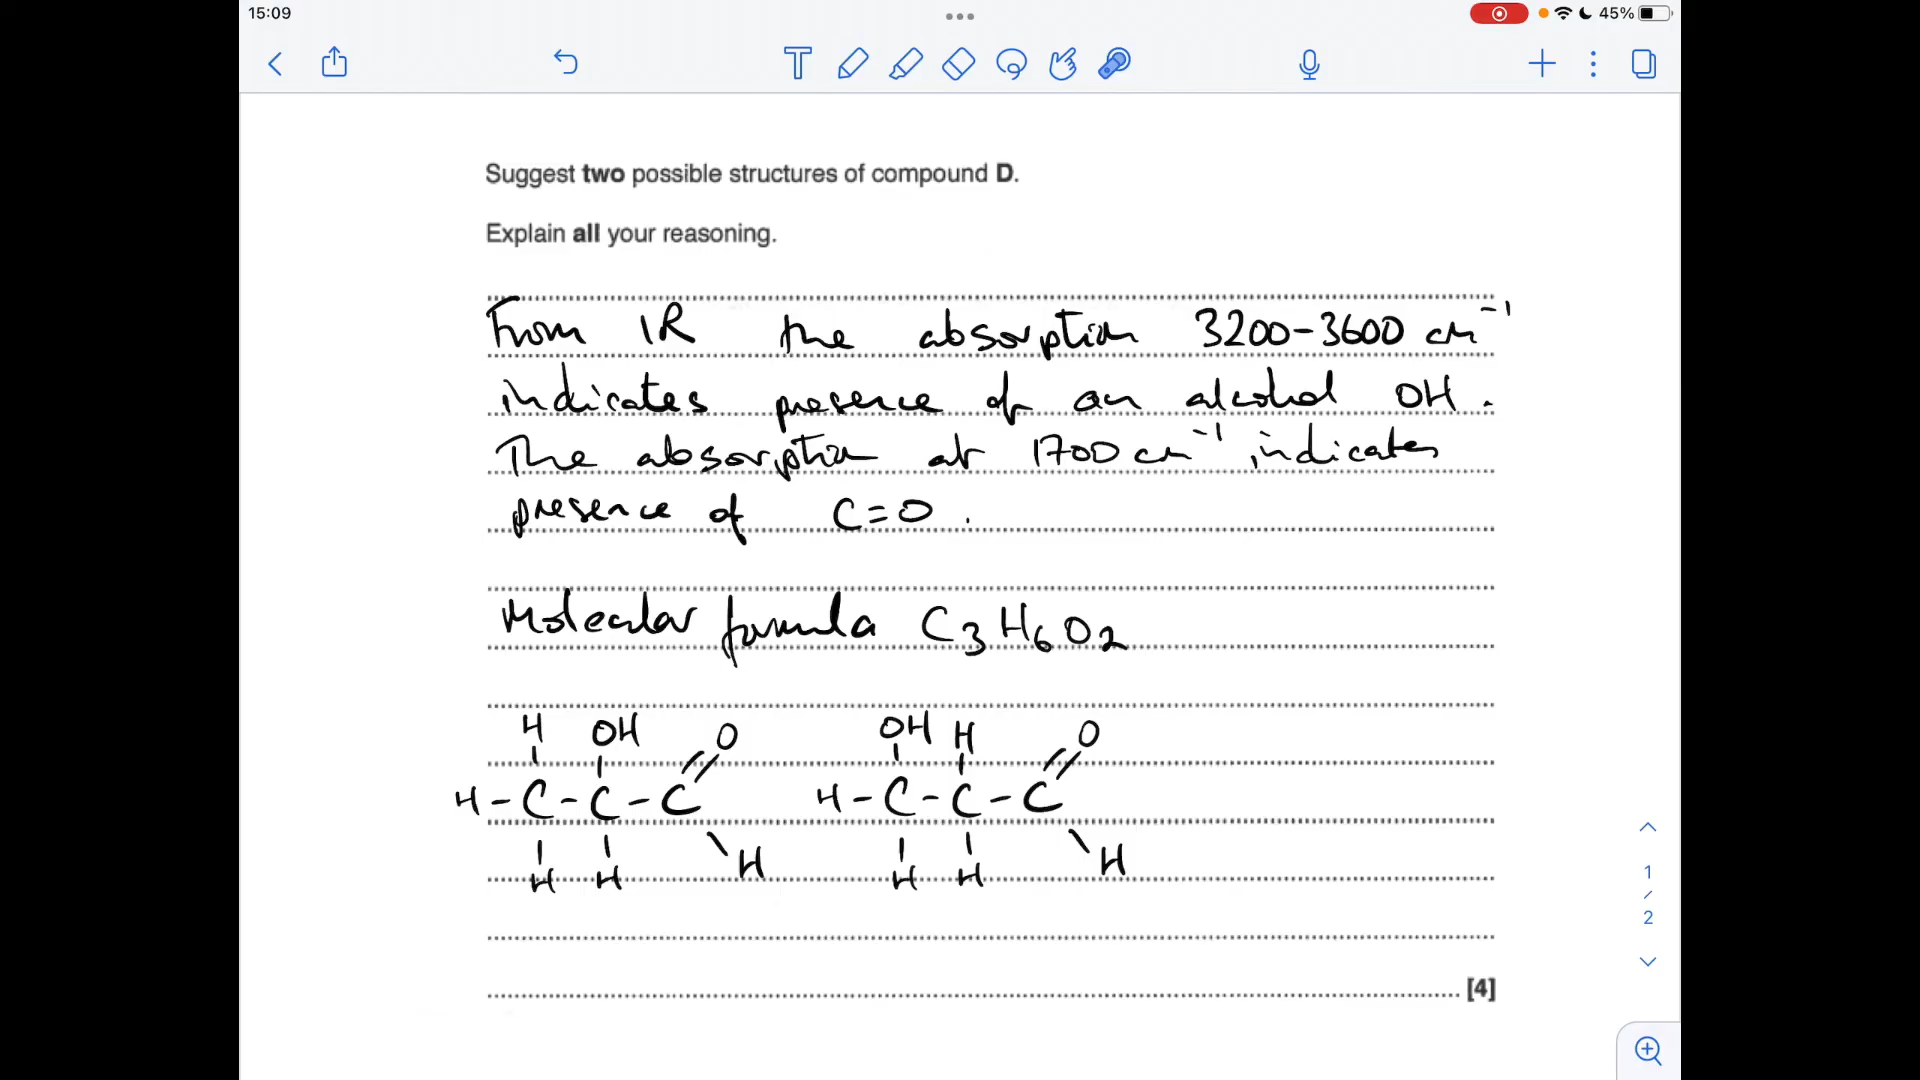 15:09
45%
Suggest two possible structures of compound D.
Explain all your reasoning.
From IR the absorption 3200-3600 cm⁻¹
indicates presence of an alcohol OH.
The absorption at 1700 cm⁻¹ indicates
presence of C=O.
Molecular formula C₃H₆O₂
H OH O OH H O
H-C-C-C H-C-C-C
H H H H H H
[4]
1
/
2